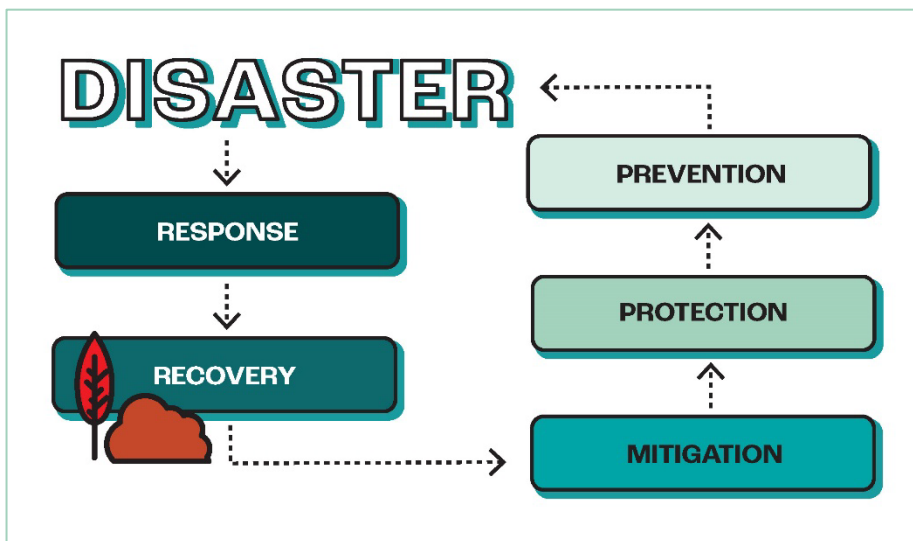 DISASTER
RESPONSE
RECOVERY
MITIGATION
PROTECTION
PREVENTION